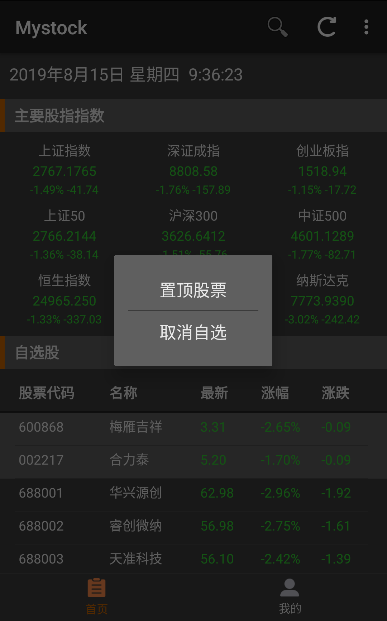 Mystock
2019年8月15日 星期四 9:36:23
主要股指指数
上证指数 深证成指 创业板指
2767.1765 8808.58 1518.94
-1.49% -41.74 -1.76% -157.89 -1.15% -17.72
上证50 沪深300 中证500
2766.2144 3626.6412 4601.1289
-1.36% -38.14 -1.51% -55.76 -1.77% -82.71
恒生指数 纳斯达克
24965.250 7773.9390
-1.33% -337.03 -3.02% -242.42
置顶股票
取消自选
自选股
股票代码 名称 最新 涨幅 涨跌
600868 梅雁吉祥 3.31 -2.65% -0.09
002217 合力泰 5.20 -1.70% -0.09
688001 华兴源创 62.98 -2.96% -1.92
688002 睿创微纳 56.98 -2.75% -1.61
688003 天准科技 56.10 -2.42% -1.39
首页 我的